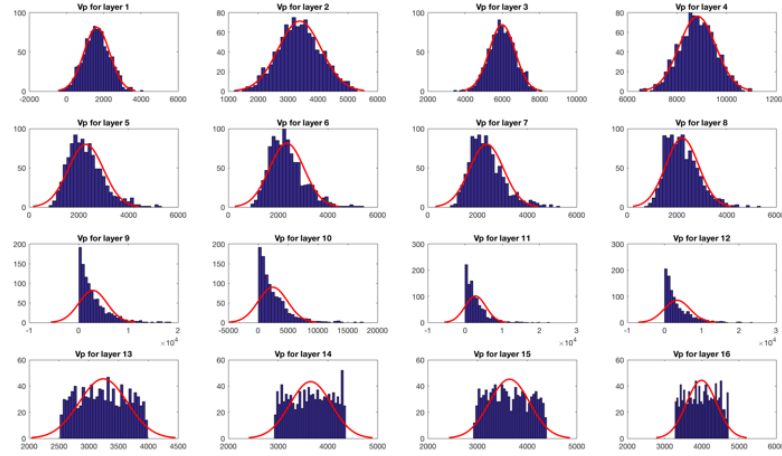 Vp for layer 1 Vp for layer 2 Vp for layer 3 Vp for layer 4
100 80 100 80
60 60
50 40 50 40
20 20
0 0 0 0
-2000 0 2000 4000 6000 1000 2000 3000 4000 5000 6000 2000 4000 6000 8000 10000 6000 8000 10000 12000
Vp for layer 5 Vp for layer 6 Vp for layer 7 Vp for layer 8
100 100 100 100
50 50 50 50
0 0 0 0
0 2000 4000 6000 0 2000 4000 6000 0 2000 4000 6000 0 2000 4000 6000
Vp for layer 9 Vp for layer 10 Vp for layer 11 Vp for layer 12
200 200 300 300
150 150
100 100 200 200
50 50 100 100
0 0 0 0
-1 0 1 2 -5000 0 5000 10000 15000 20000 -1 0 1 2 3 -1 0 1 2 3
×10⁴ ×10⁴ ×10⁴
Vp for layer 13 Vp for layer 14 Vp for layer 15 Vp for layer 16
60 60 60 60
40 40 40 40
20 20 20 20
0 0 0 0
2000 2500 3000 3500 4000 4500 2000 3000 4000 5000 2000 3000 4000 5000 2000 3000 4000 5000 6000